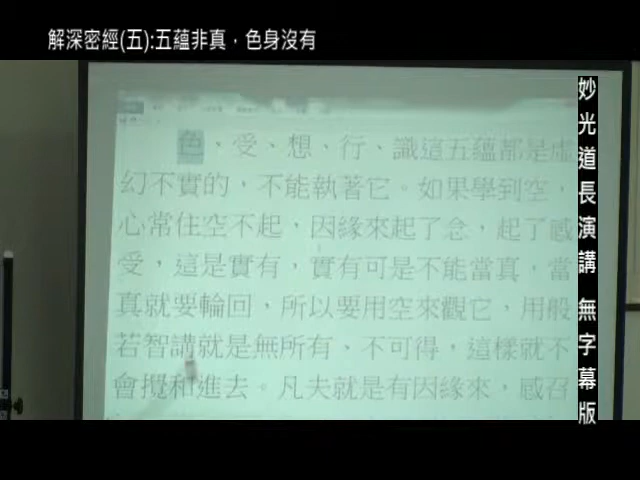 解深密經(五):五蘊非真，色身沒有
色、受、想、行、識這五蘊都是虛
幻不實的，不能執著它。如果學到空，
心常住空不起，因緣來起了念，起了感
受，這是實有，實有可是不能當真，當
真就要輪回，所以要用空來觀它，用般
若智講就是無所有、不可得，這樣就不
會攪和進去。凡夫就是有因緣來，感召
妙光道長演講 無字幕版